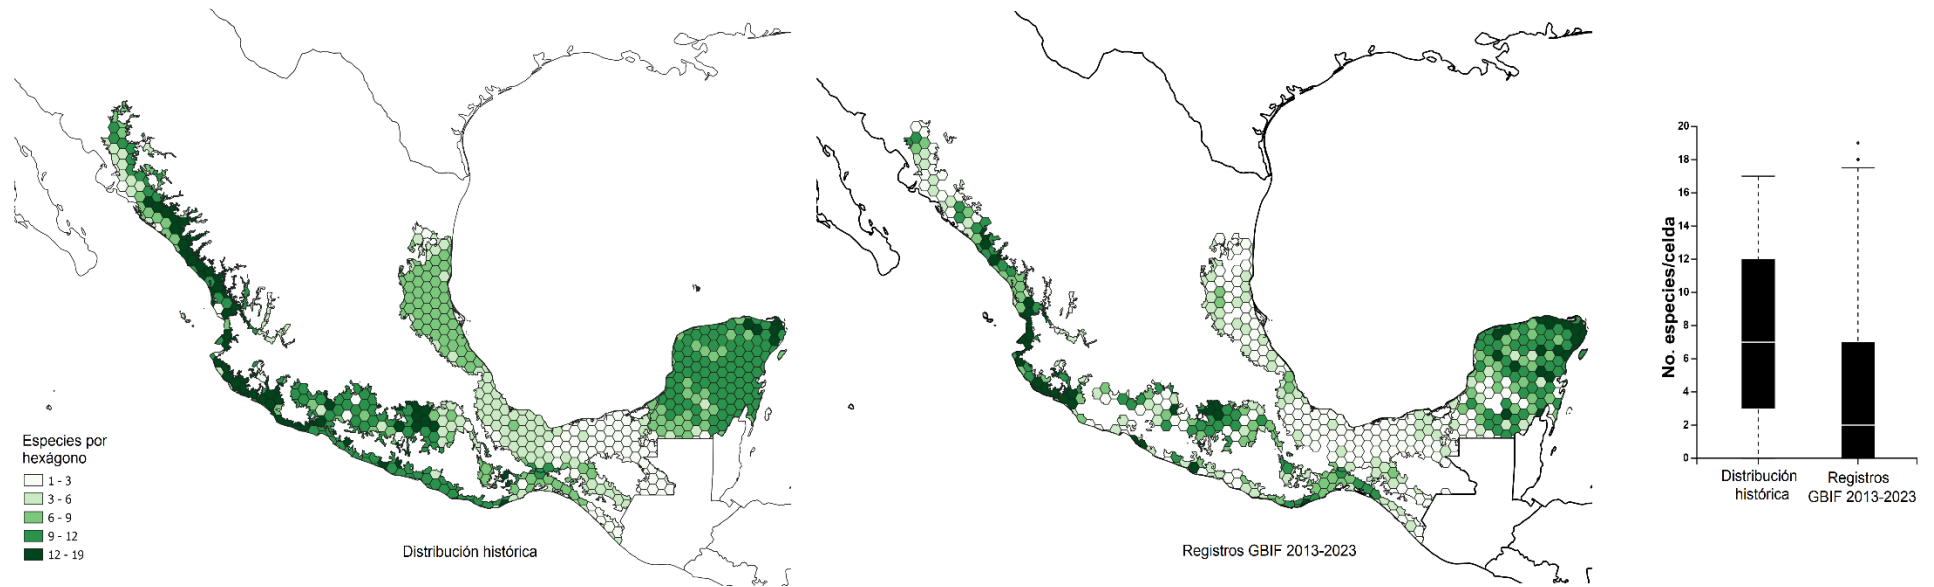 Especies por
hexágono
1 - 3
3 - 6
6 - 9
9 - 12
12 - 19
Distribución histórica
Registros GBIF 2013-2023
No. especies/celda
20
18
16
14
12
10
8
6
4
2
0
Distribución
histórica
Registros
GBIF 2013-2023